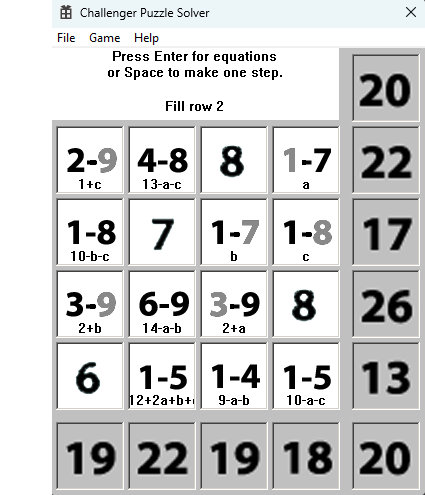 Challenger Puzzle Solver
File Game Help
Press Enter for equations
or Space to make one step.
Fill row 2
20
2-9 4-8 8 1-7 22
1+c 13-a-c a
1-8 7 1-7 1-8 17
10-b-c b c
3-9 6-9 3-9 8 26
2+b 14-a-b 2+a
6 1-5 1-4 1-5 13
12+2a+b+ 9-a-b 10-a-c
19 22 19 18 20